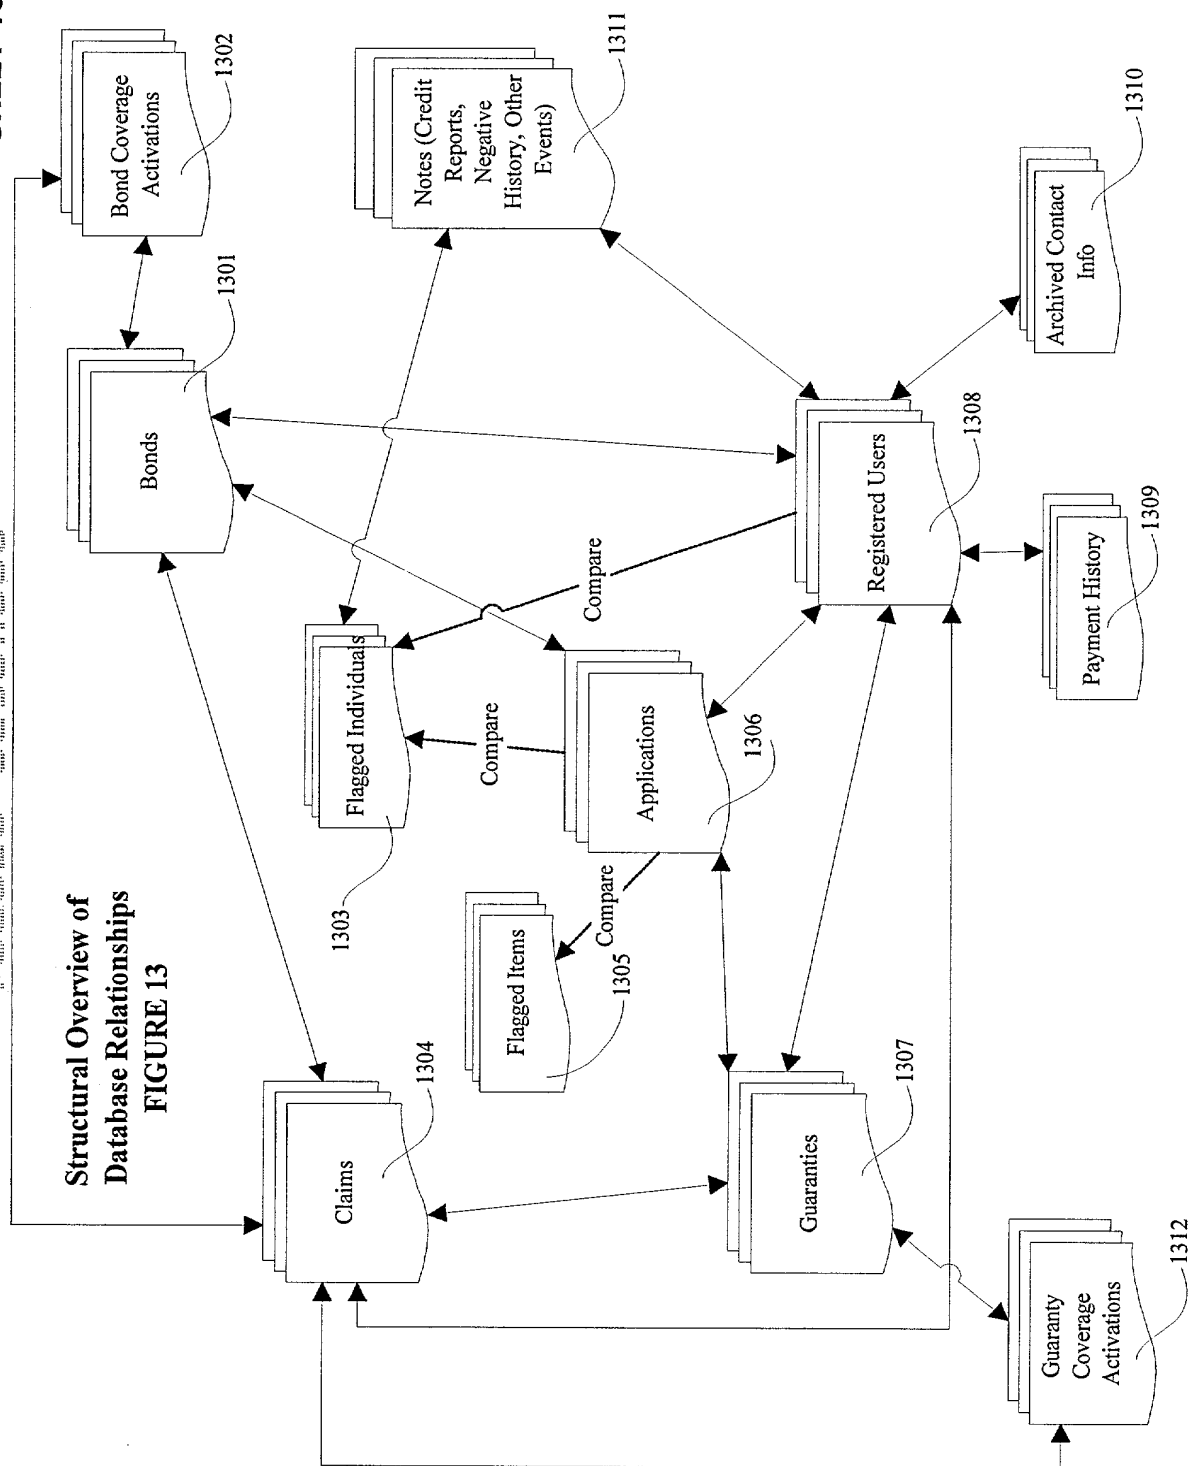 Structural Overview of
Database Relationships
FIGURE 13
Bond Coverage
Activations
1302
Bonds
1301
Notes (Credit
Reports,
Negative
History, Other
Events)
1311
Archived Contact
Info
1310
Registered Users
1308
Payment History
1309
Flagged Individuals
1303
Compare
Compare
Compare
Applications
1306
Flagged Items
1305
Claims
1304
Guaranties
1307
Guaranty
Coverage
Activations
1312